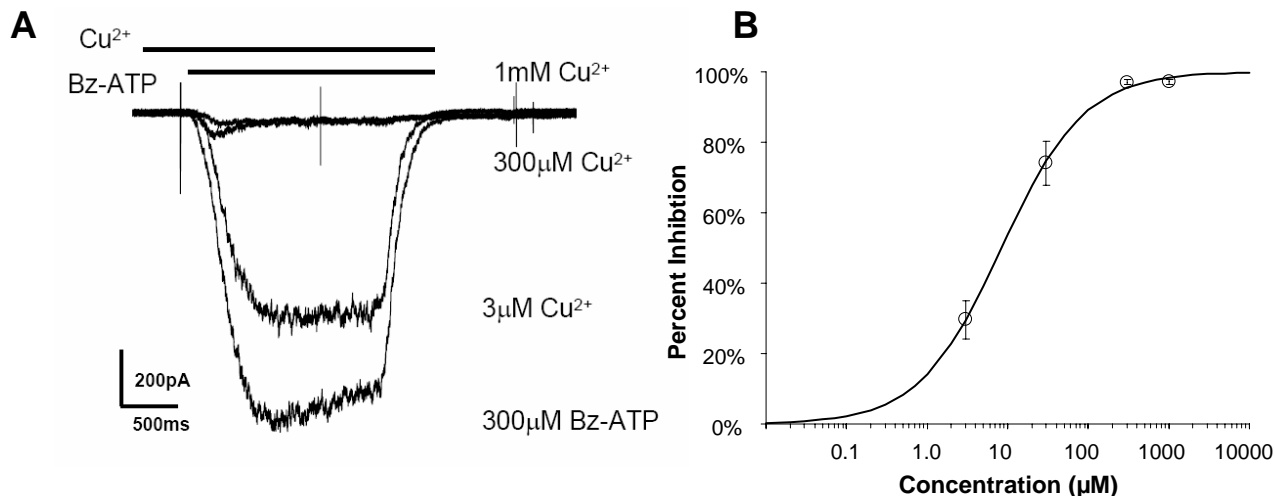 A
Cu²⁺
Bz-ATP
1mM Cu²⁺
300µM Cu²⁺
3µM Cu²⁺
300µM Bz-ATP
200pA
500ms
B
Percent Inhibtion
100%
80%
60%
40%
20%
0%
0.1 1.0 10 100 1000 10000
Concentration (µM)